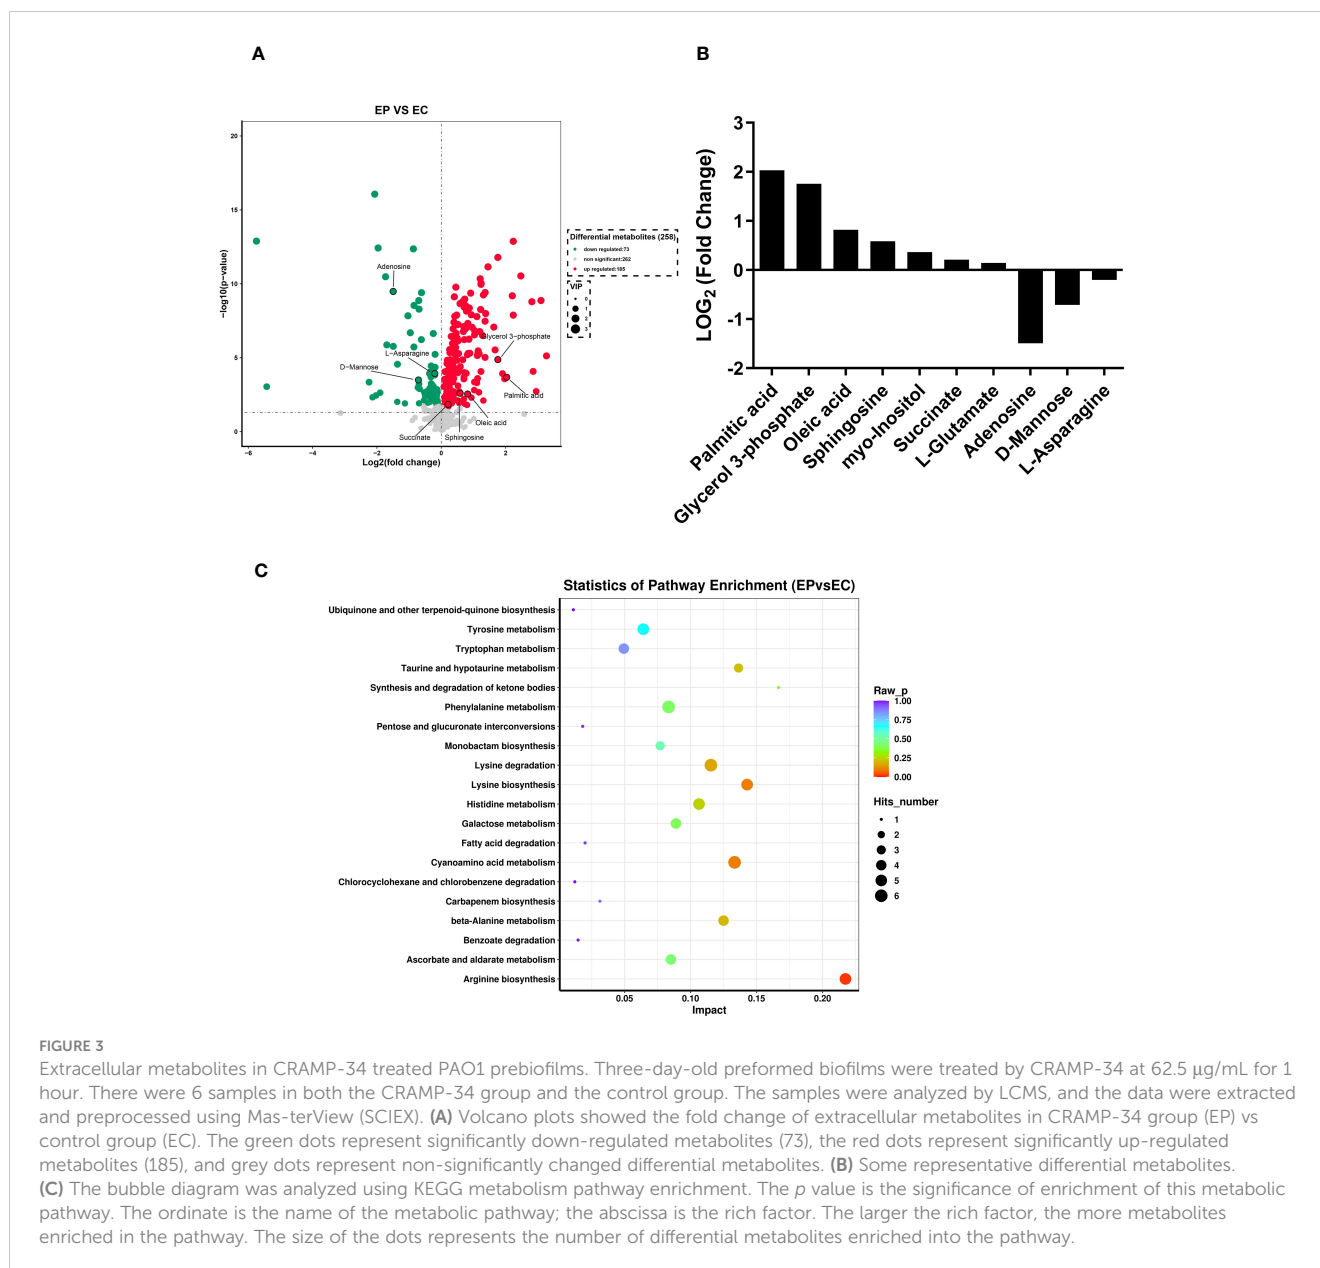 A
EP VS EC
−log10(p−value)
20
15
10
5
0
−6
−4
−2
0
2
Log2(fold change)
Adenosine
L−Asparagine
D−Mannose
Glycerol 3−phosphate
Palmitic acid
Oleic acid
Succinate
Sphingosine
Differential metabolites (258)
down regulated:73
non significant:262
up regulated:185
VIP
0
1
2
3
B
LOG2 (Fold Change)
3
2
1
0
-1
-2
Palmitic acid
Glycerol 3-phosphate
Oleic acid
Sphingosine
myo-Inositol
Succinate
L-Glutamate
Adenosine
D-Mannose
L-Asparagine
C
Statistics of Pathway Enrichment (EPvsEC)
Ubiquinone and other terpenoid-quinone biosynthesis
Tyrosine metabolism
Tryptophan metabolism
Taurine and hypotaurine metabolism
Synthesis and degradation of ketone bodies
Phenylalanine metabolism
Pentose and glucuronate interconversions
Monobactam biosynthesis
Lysine degradation
Lysine biosynthesis
Histidine metabolism
Galactose metabolism
Fatty acid degradation
Cyanoamino acid metabolism
Chlorocyclohexane and chlorobenzene degradation
Carbapenem biosynthesis
beta-Alanine metabolism
Benzoate degradation
Ascorbate and aldarate metabolism
Arginine biosynthesis
0.05
0.10
0.15
0.20
Impact
Raw_p
1.00
0.75
0.50
0.25
0.00
Hits_number
1
2
3
4
5
6
FIGURE 3
Extracellular metabolites in CRAMP-34 treated PAO1 prebiofilms. Three-day-old preformed biofilms were treated by CRAMP-34 at 62.5 μg/mL for 1
hour. There were 6 samples in both the CRAMP-34 group and the control group. The samples were analyzed by LCMS, and the data were extracted
and preprocessed using Mas-terView (SCIEX). (A) Volcano plots showed the fold change of extracellular metabolites in CRAMP-34 group (EP) vs
control group (EC). The green dots represent significantly down-regulated metabolites (73), the red dots represent significantly up-regulated
metabolites (185), and grey dots represent non-significantly changed differential metabolites. (B) Some representative differential metabolites.
(C) The bubble diagram was analyzed using KEGG metabolism pathway enrichment. The p value is the significance of enrichment of this metabolic
pathway. The ordinate is the name of the metabolic pathway; the abscissa is the rich factor. The larger the rich factor, the more metabolites
enriched in the pathway. The size of the dots represents the number of differential metabolites enriched into the pathway.